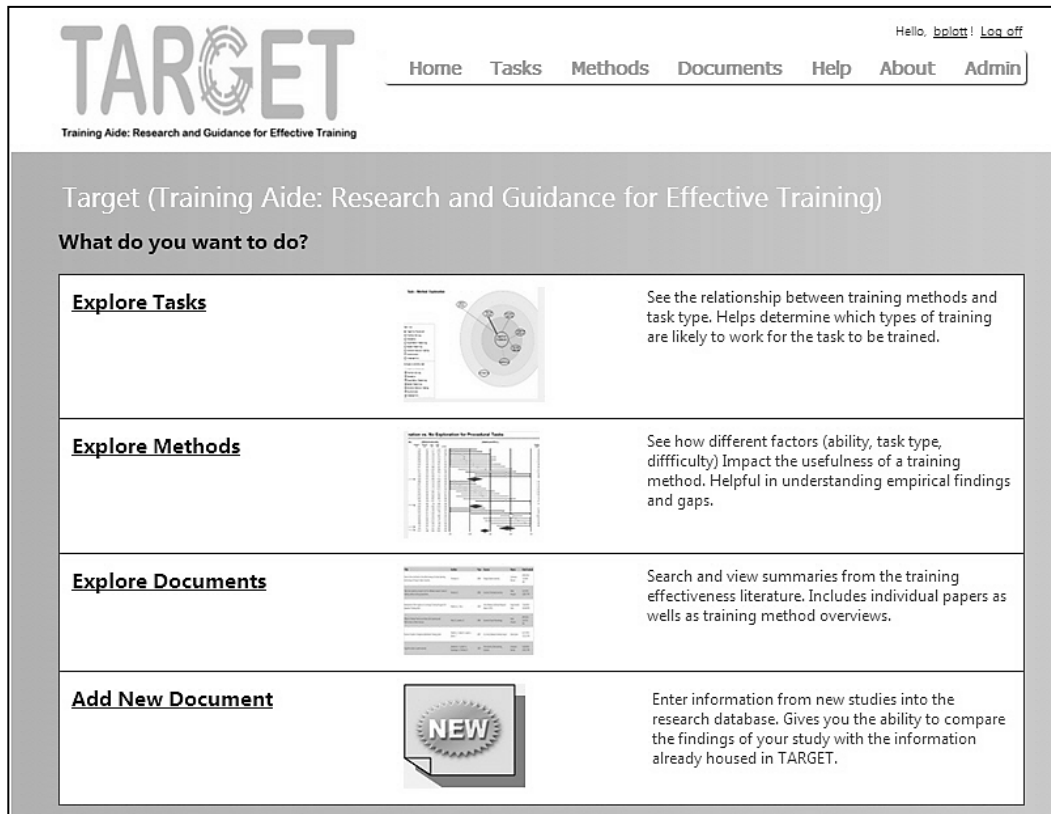 Hello, bplott! Log off
TARGET
Training Aide: Research and Guidance for Effective Training
Home Tasks Methods Documents Help About Admin
Target (Training Aide: Research and Guidance for Effective Training)
What do you want to do?
Explore Tasks
See the relationship between training methods and
task type. Helps determine which types of training
are likely to work for the task to be trained.
Explore Methods
ration vs. No Exploration for Procedural Tasks
See how different factors (ability, task type,
diffficulty) Impact the usefulness of a training
method. Helpful in understanding empirical findings
and gaps.
Explore Documents
Search and view summaries from the training
effectiveness literature. Includes individual papers as
wells as training method overviews.
Add New Document
NEW
Enter information from new studies into the
research database. Gives you the ability to compare
the findings of your study with the information
already housed in TARGET.